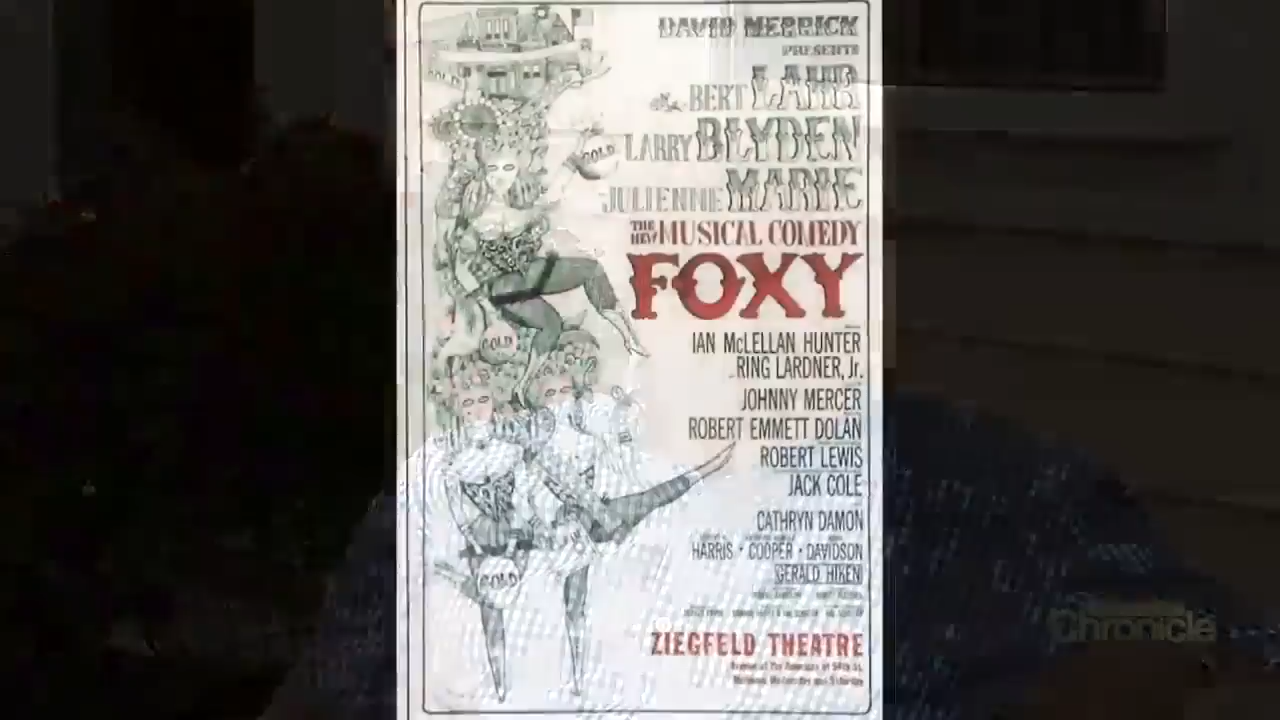 DAVID MERRICK
PRESENTS
BERT LAHR
LARRY BLYDEN
JULIENNE MARIE
THE NEW MUSICAL COMEDY
FOXY
IAN McLELLAN HUNTER
RING LARDNER, Jr.
JOHNNY MERCER
ROBERT EMMETT DOLAN
ROBERT LEWIS
JACK COLE
CATHRYN DAMON
HARRIS • COOPER • DAVIDSON
GERALD HIKEN
ZIEGFELD THEATRE
GOLD
GOLD
GOLD
Chronicle